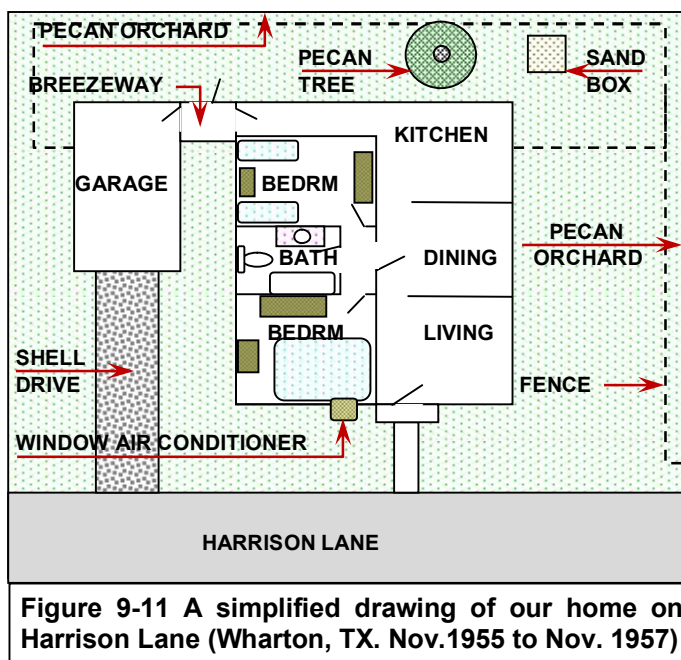 PECAN ORCHARD
PECAN
TREE
SAND
BOX
BREEZEWAY
KITCHEN
GARAGE
BEDRM
PECAN
ORCHARD
BATH
DINING
BEDRM
LIVING
SHELL
DRIVE
FENCE
WINDOW AIR CONDITIONER
HARRISON LANE
Figure 9-11 A simplified drawing of our home on
Harrison Lane (Wharton, TX. Nov.1955 to Nov. 1957)